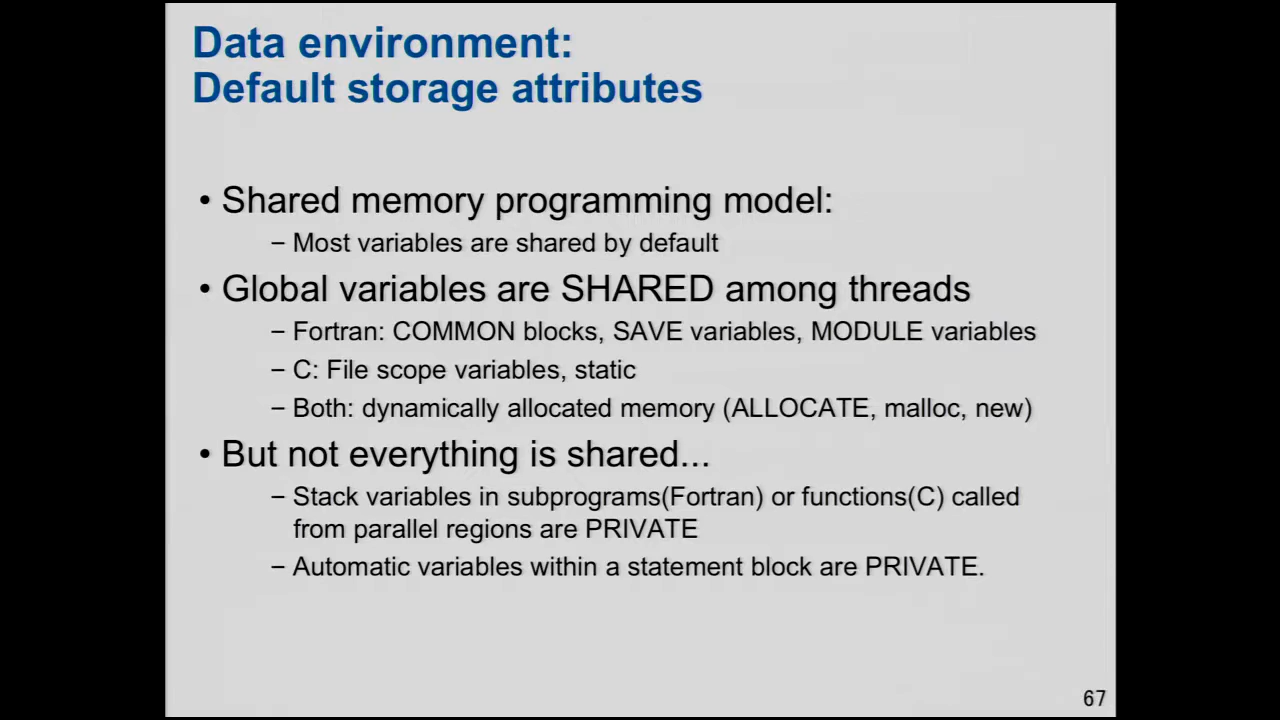 Data environment:
Default storage attributes
• Shared memory programming model:
– Most variables are shared by default
• Global variables are SHARED among threads
– Fortran: COMMON blocks, SAVE variables, MODULE variables
– C: File scope variables, static
– Both: dynamically allocated memory (ALLOCATE, malloc, new)
• But not everything is shared...
– Stack variables in subprograms(Fortran) or functions(C) called
from parallel regions are PRIVATE
– Automatic variables within a statement block are PRIVATE.
67